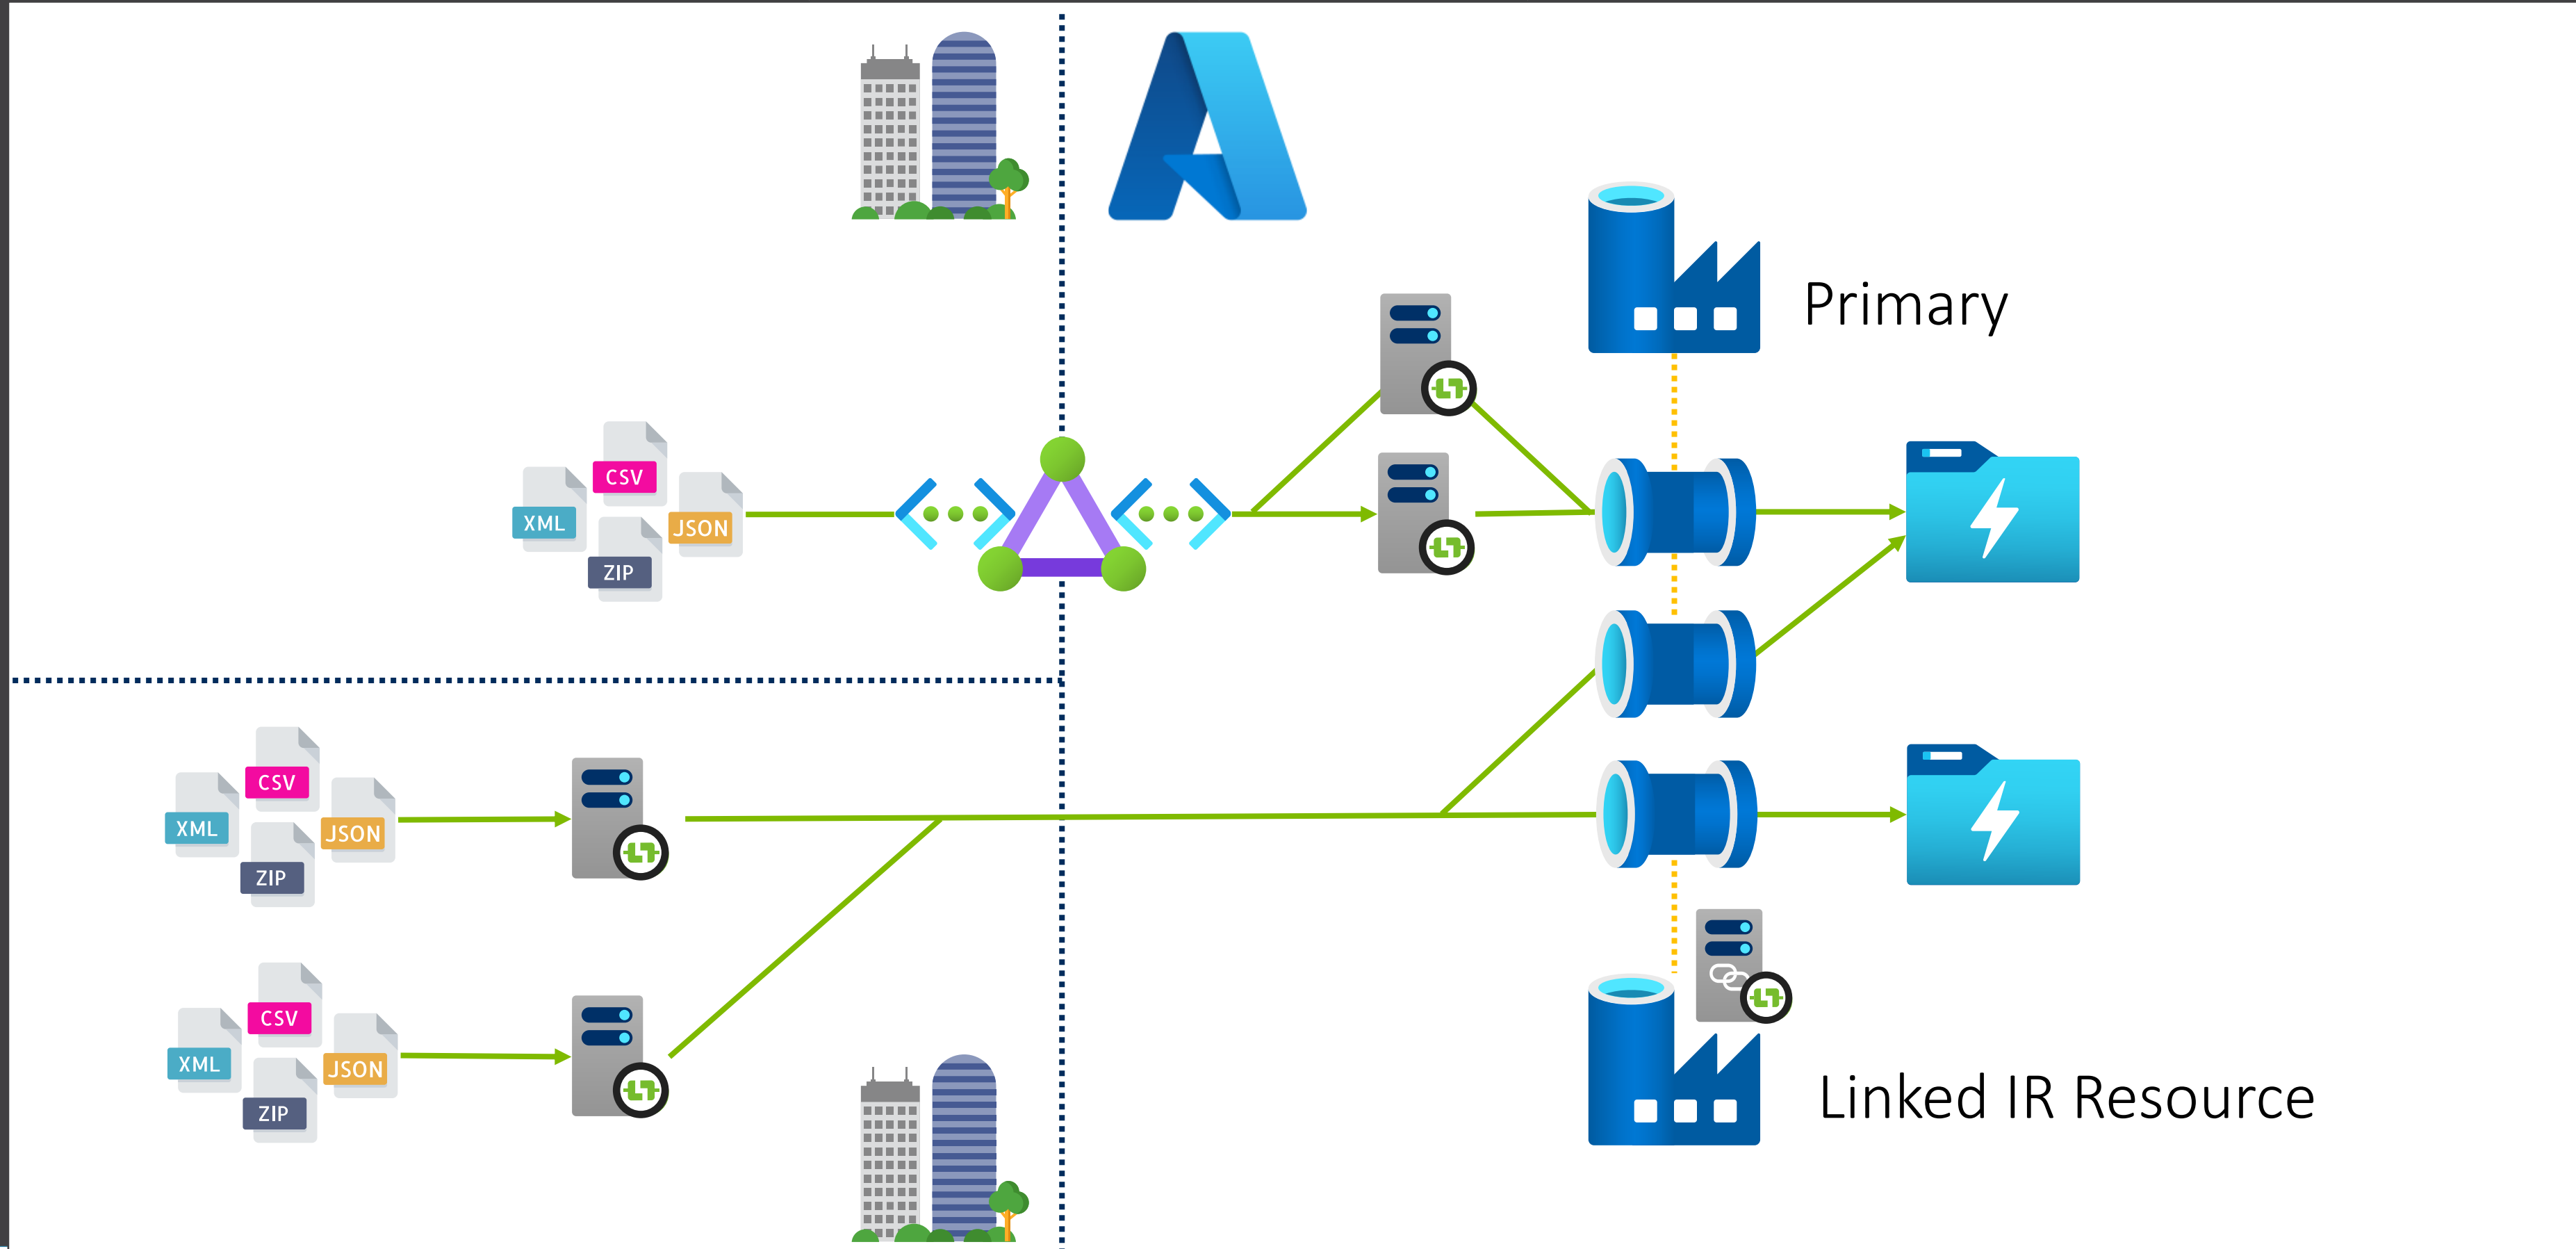 Primary
CSV
XML
JSON
ZIP
CSV
XML
JSON
ZIP
CSV
XML
JSON
ZIP
Linked IR Resource